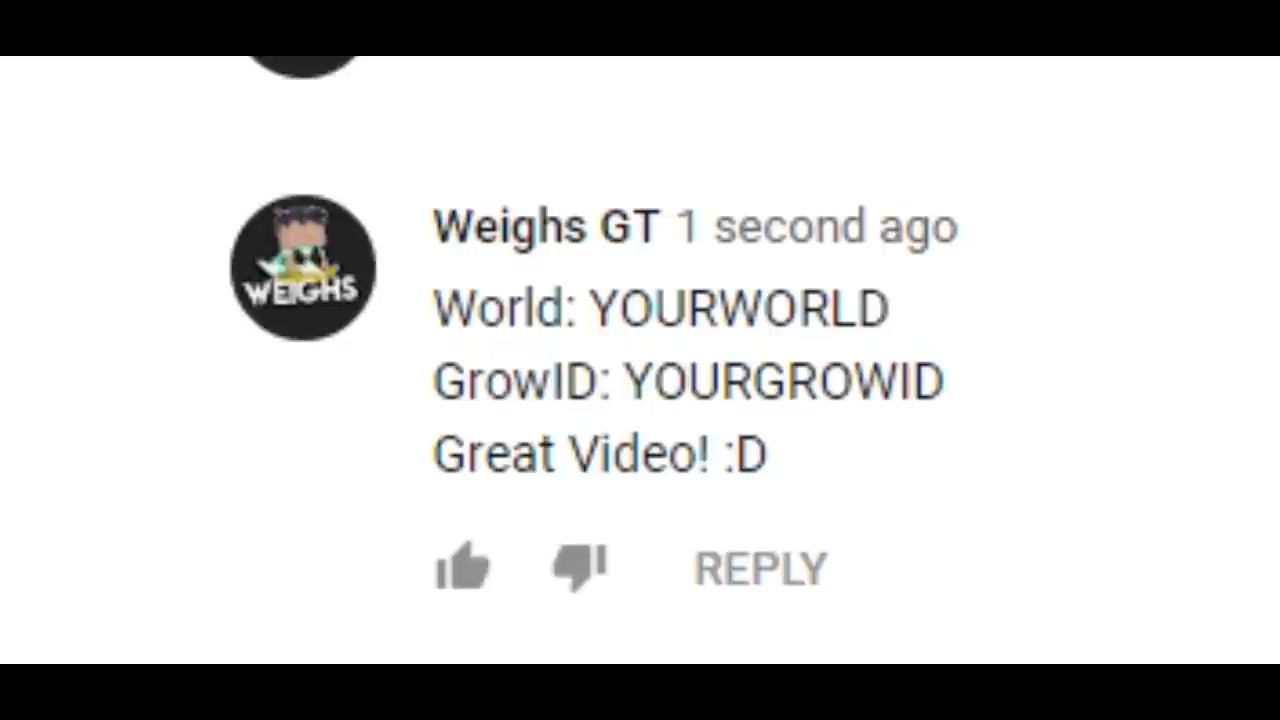 WEIGHS
Weighs GT 1 second ago
World: YOURWORLD
GrowID: YOURGROWID
Great Video! :D
REPLY